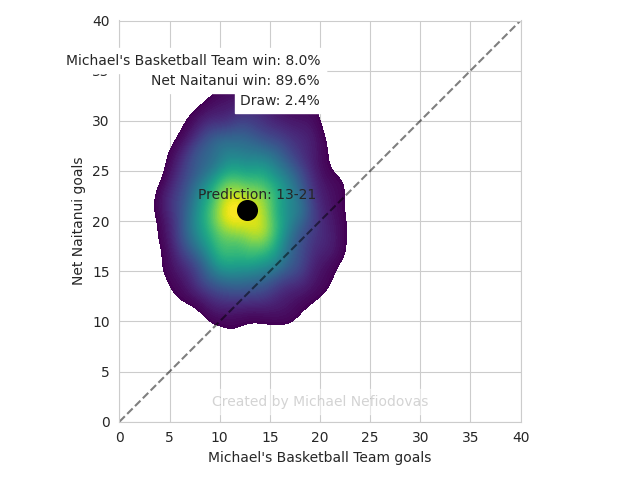 40
Michael's Basketball Team win: 8.0%
Net Naitanui win: 89.6%
Draw: 2.4%
30
25
Prediction: 13-21
20
15
10
5
0
Net Naitanui goals
Created by Michael Nefiodovas
0 5 10 15 20 25 30 35 40
Michael's Basketball Team goals